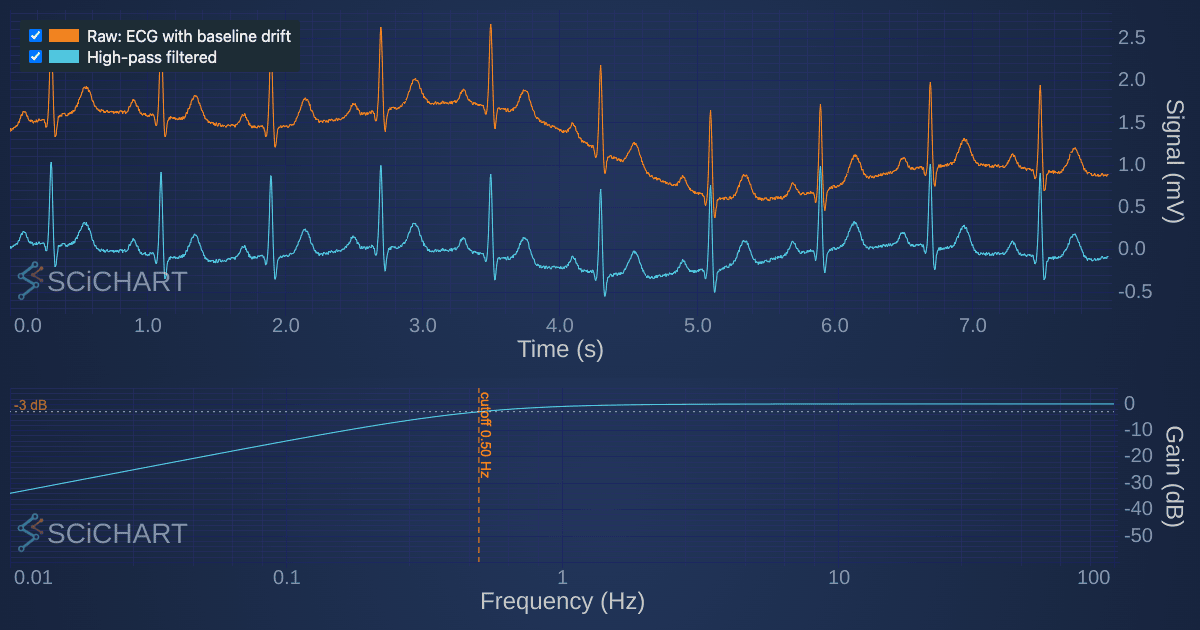 Raw: ECG with baseline drift
High-pass filtered
2.5
2.0
1.5
1.0
0.5
0.0
-0.5
Signal (mV)
SCiCHART
0.0 1.0 2.0 3.0 4.0 5.0 6.0 7.0
Time (s)
-3 dB
cutoff 0.50 Hz
0
-10
-20
-30
-40
-50
Gain (dB)
SCiCHART
0.01 0.1 1 10 100
Frequency (Hz)